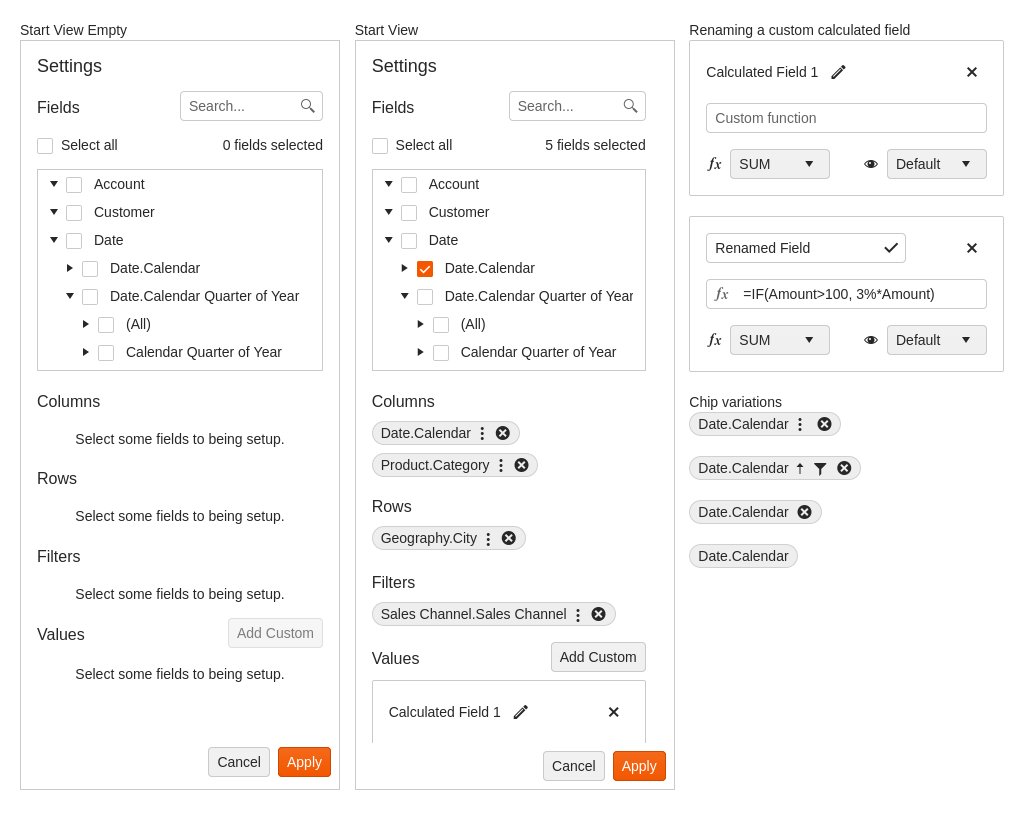 Start View Empty
Settings
Fields
Search...
Select all
0 fields selected
Account
Customer
Date
Date.Calendar
Date.Calendar Quarter of Year
(All)
Calendar Quarter of Year
Columns
Select some fields to being setup.
Rows
Select some fields to being setup.
Filters
Select some fields to being setup.
Values
Add Custom
Select some fields to being setup.
Cancel
Apply
Start View
Settings
Fields
Search...
Select all
5 fields selected
Account
Customer
Date
Date.Calendar
Date.Calendar Quarter of Year
(All)
Calendar Quarter of Year
Columns
Date.Calendar
Product.Category
Rows
Geography.City
Filters
Sales Channel.Sales Channel
Values
Add Custom
Calculated Field 1
Cancel
Apply
Renaming a custom calculated field
Calculated Field 1
Custom function
fx SUM
Default
Renamed Field
fx =IF(Amount>100, 3%*Amount)
fx SUM
Default
Chip variations
Date.Calendar
Date.Calendar
Date.Calendar
Date.Calendar